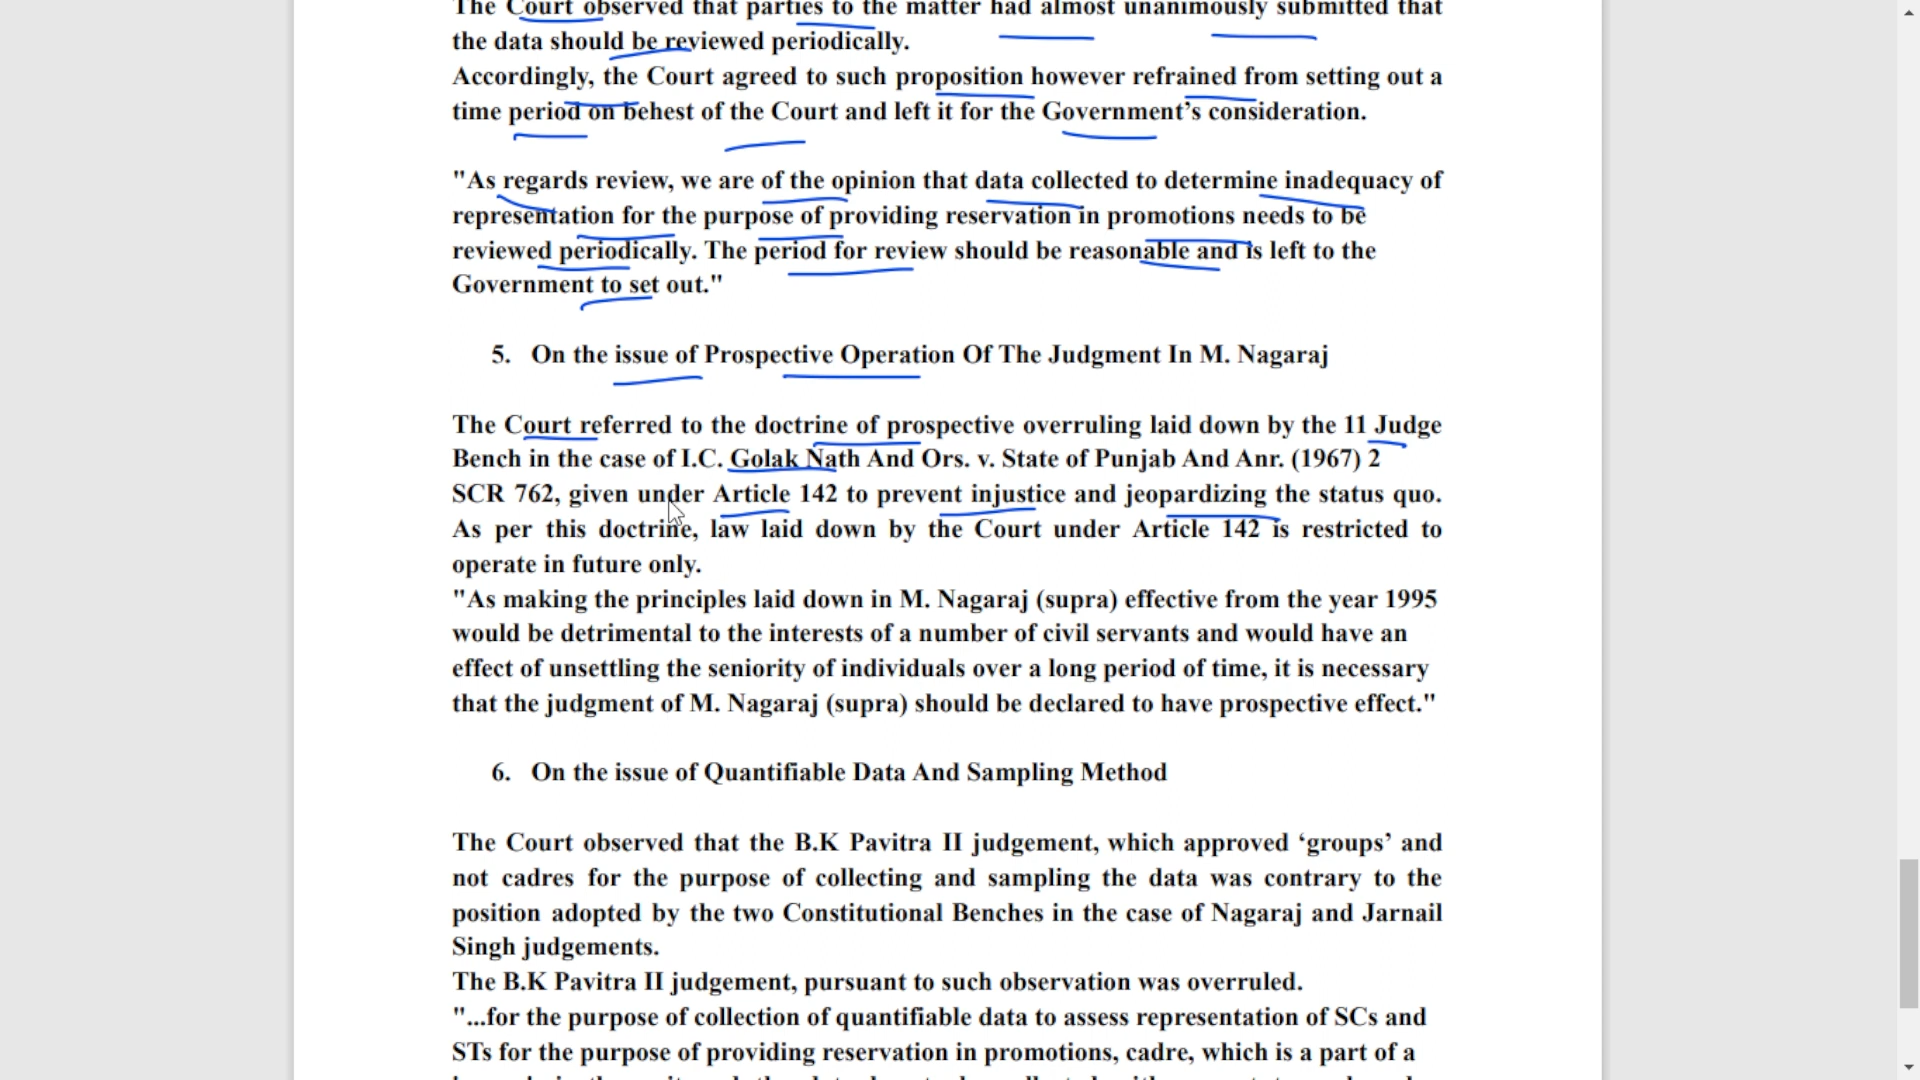 The Court observed that parties to the matter had almost unanimously submitted that
the data should be reviewed periodically.
Accordingly, the Court agreed to such proposition however refrained from setting out a
time period on behest of the Court and left it for the Government’s consideration.
"As regards review, we are of the opinion that data collected to determine inadequacy of
representation for the purpose of providing reservation in promotions needs to be
reviewed periodically. The period for review should be reasonable and is left to the
Government to set out."
5. On the issue of Prospective Operation Of The Judgment In M. Nagaraj
The Court referred to the doctrine of prospective overruling laid down by the 11 Judge
Bench in the case of I.C. Golak Nath And Ors. v. State of Punjab And Anr. (1967) 2
SCR 762, given under Article 142 to prevent injustice and jeopardizing the status quo.
As per this doctrine, law laid down by the Court under Article 142 is restricted to
operate in future only.
"As making the principles laid down in M. Nagaraj (supra) effective from the year 1995
would be detrimental to the interests of a number of civil servants and would have an
effect of unsettling the seniority of individuals over a long period of time, it is necessary
that the judgment of M. Nagaraj (supra) should be declared to have prospective effect."
6. On the issue of Quantifiable Data And Sampling Method
The Court observed that the B.K Pavitra II judgement, which approved ‘groups’ and
not cadres for the purpose of collecting and sampling the data was contrary to the
position adopted by the two Constitutional Benches in the case of Nagaraj and Jarnail
Singh judgements.
The B.K Pavitra II judgement, pursuant to such observation was overruled.
"...for the purpose of collection of quantifiable data to assess representation of SCs and
STs for the purpose of providing reservation in promotions, cadre, which is a part of a